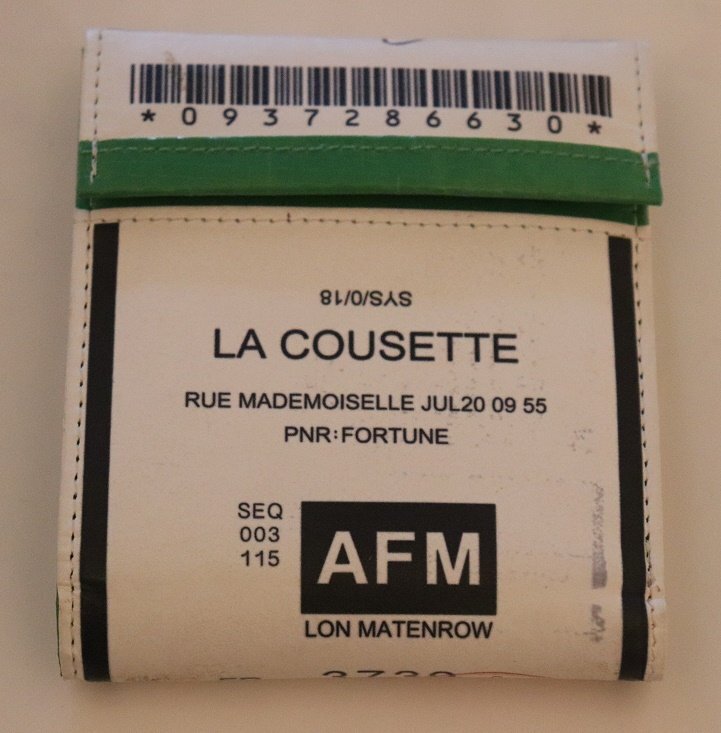 *0937286630*
SYS/0/18
LA COUSETTE
RUE MADEMOISELLE JUL20 09 55
PNR:FORTUNE
SEQ
003
115
AFM
LON MATENROW